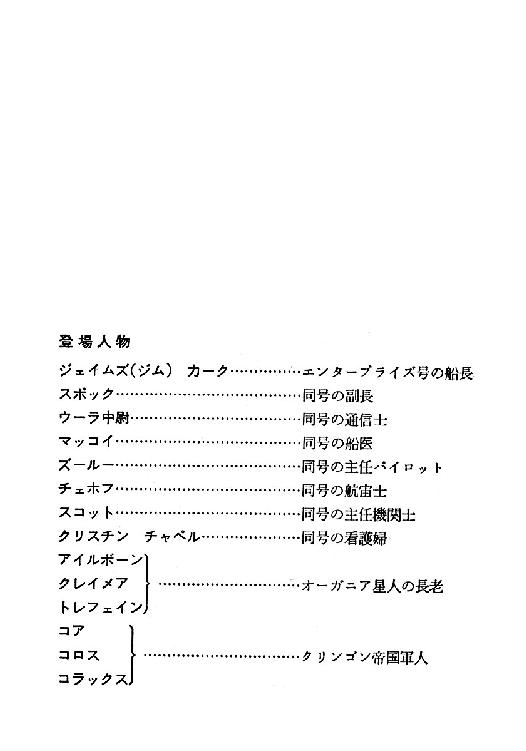 登場人物
ジェイムズ(ジム) カーク……………エンタープライズ号の船長
スポック…………………………………同号の副長
ウーラ中尉………………………………同号の通信士
マッコイ…………………………………同号の船医
ズールー…………………………………同号の主任パイロット
チェホフ…………………………………同号の航宙士
スコット…………………………………同号の主任機関士
クリスチン チャペル…………………同号の看護婦
アイルボーン
クレイメア…………………………オーガニア星人の長老
トレフェイン
コア
コロス……………………………クリンゴン帝国軍人
コラックス